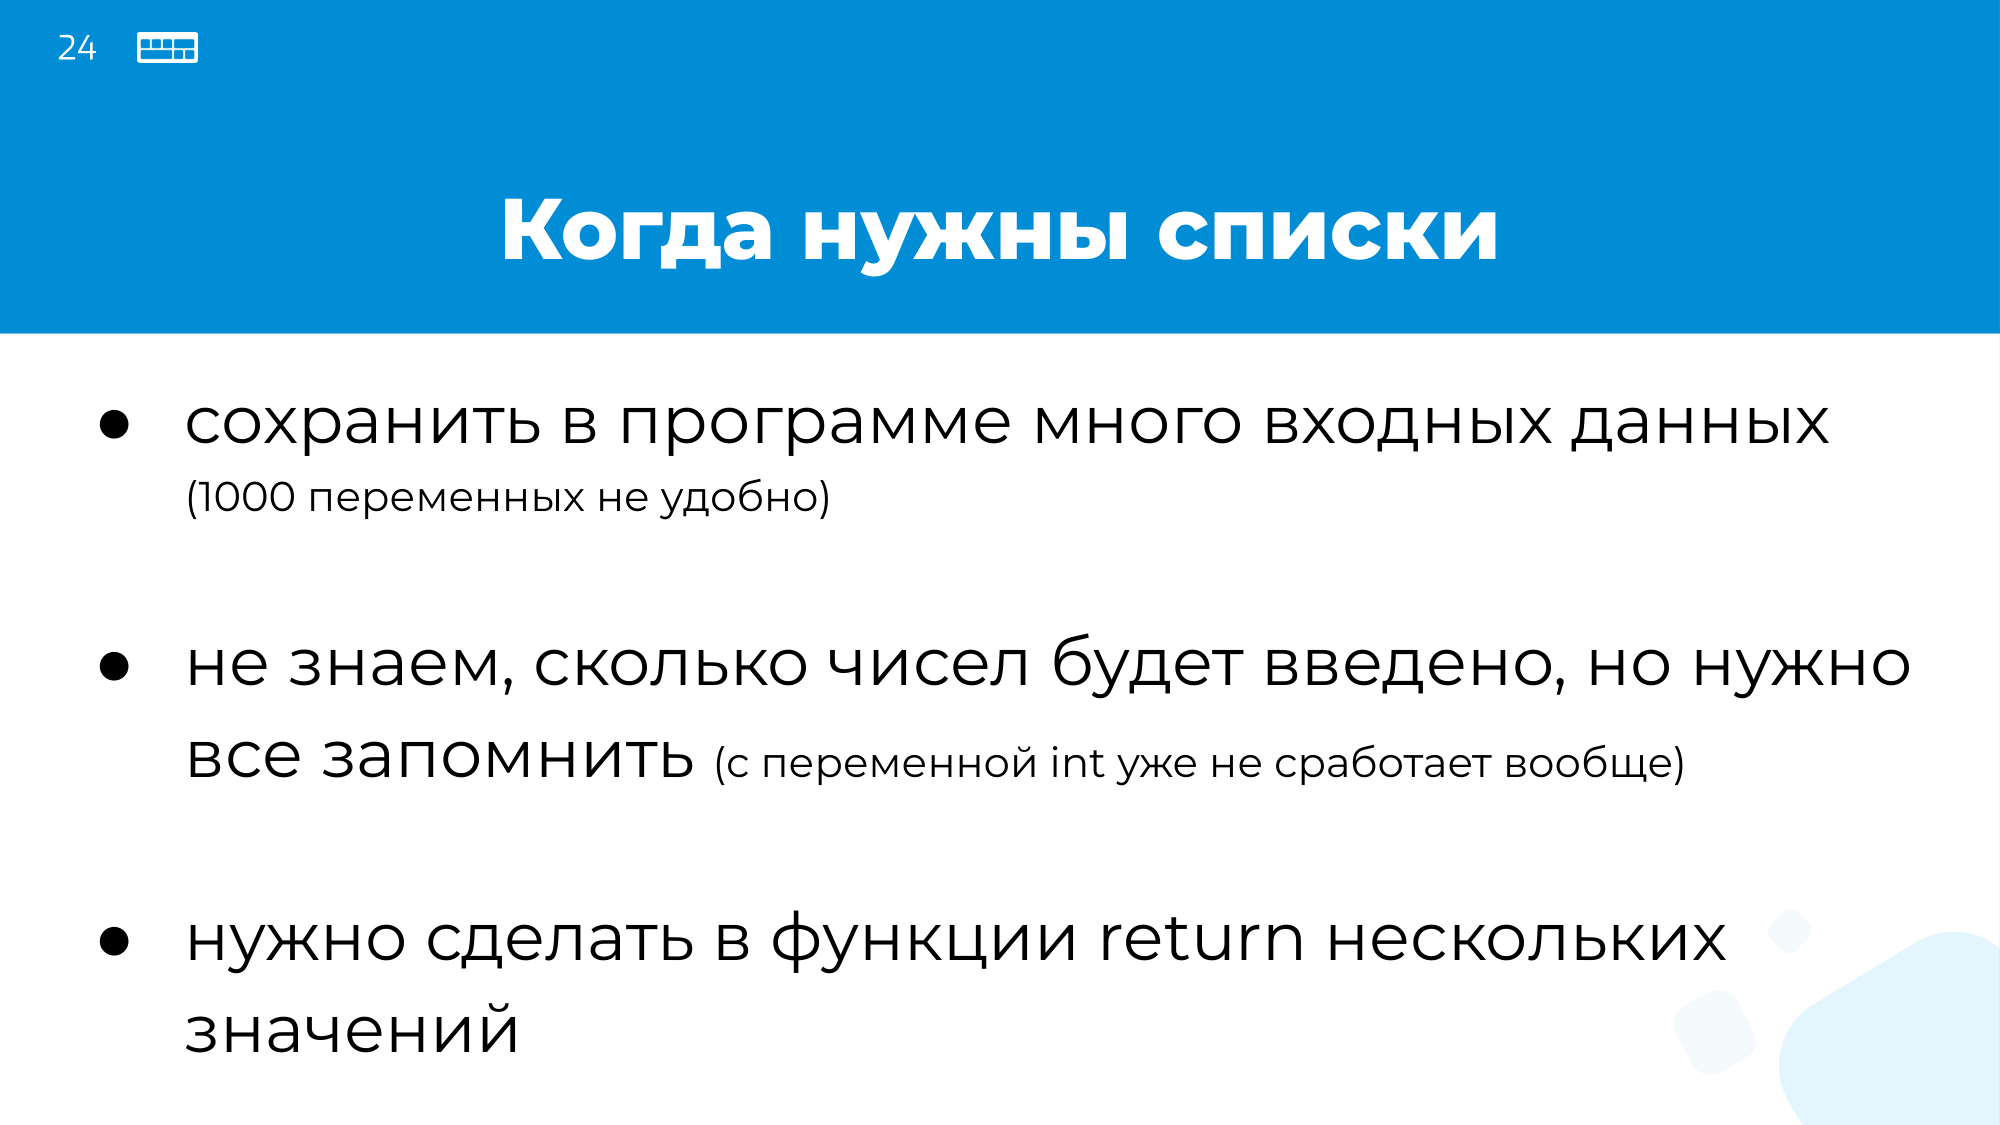 24
Когда нужны списки
● сохранить в программе много входных данных
(1000 переменных не удобно)
● не знаем, сколько чисел будет введено, но нужно
все запомнить (с переменной int уже не сработает вообще)
● нужно сделать в функции return нескольких
значений